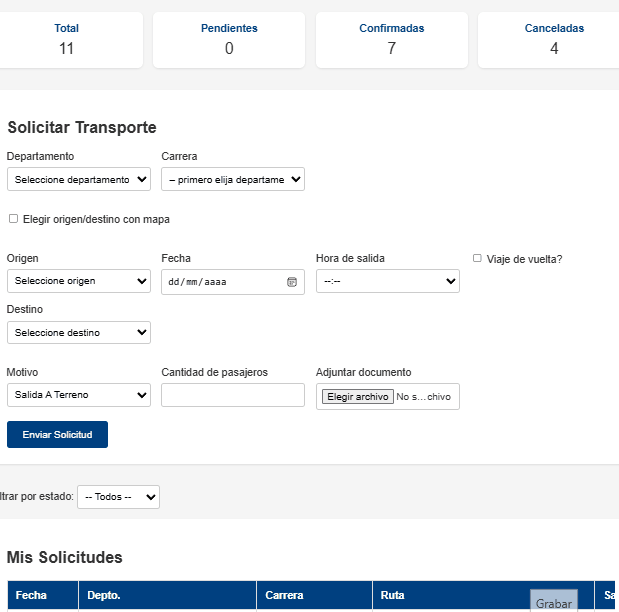 Total Pendientes Confirmadas Canceladas
11 0 7 4
Solicitar Transporte
Departamento Carrera
Seleccione departamento -- primero elija departame
Elegir origen/destino con mapa
Origen Fecha Hora de salida Viaje de vuelta?
Seleccione origen dd/mm/aaaa --:--
Destino
Seleccione destino
Motivo Cantidad de pasajeros Adjuntar documento
Salida A Terreno Elegir archivo No s...chivo
Enviar Solicitud
ltrar por estado: -- Todos --
Mis Solicitudes
Fecha Depto. Carrera Ruta Sa
Grabar